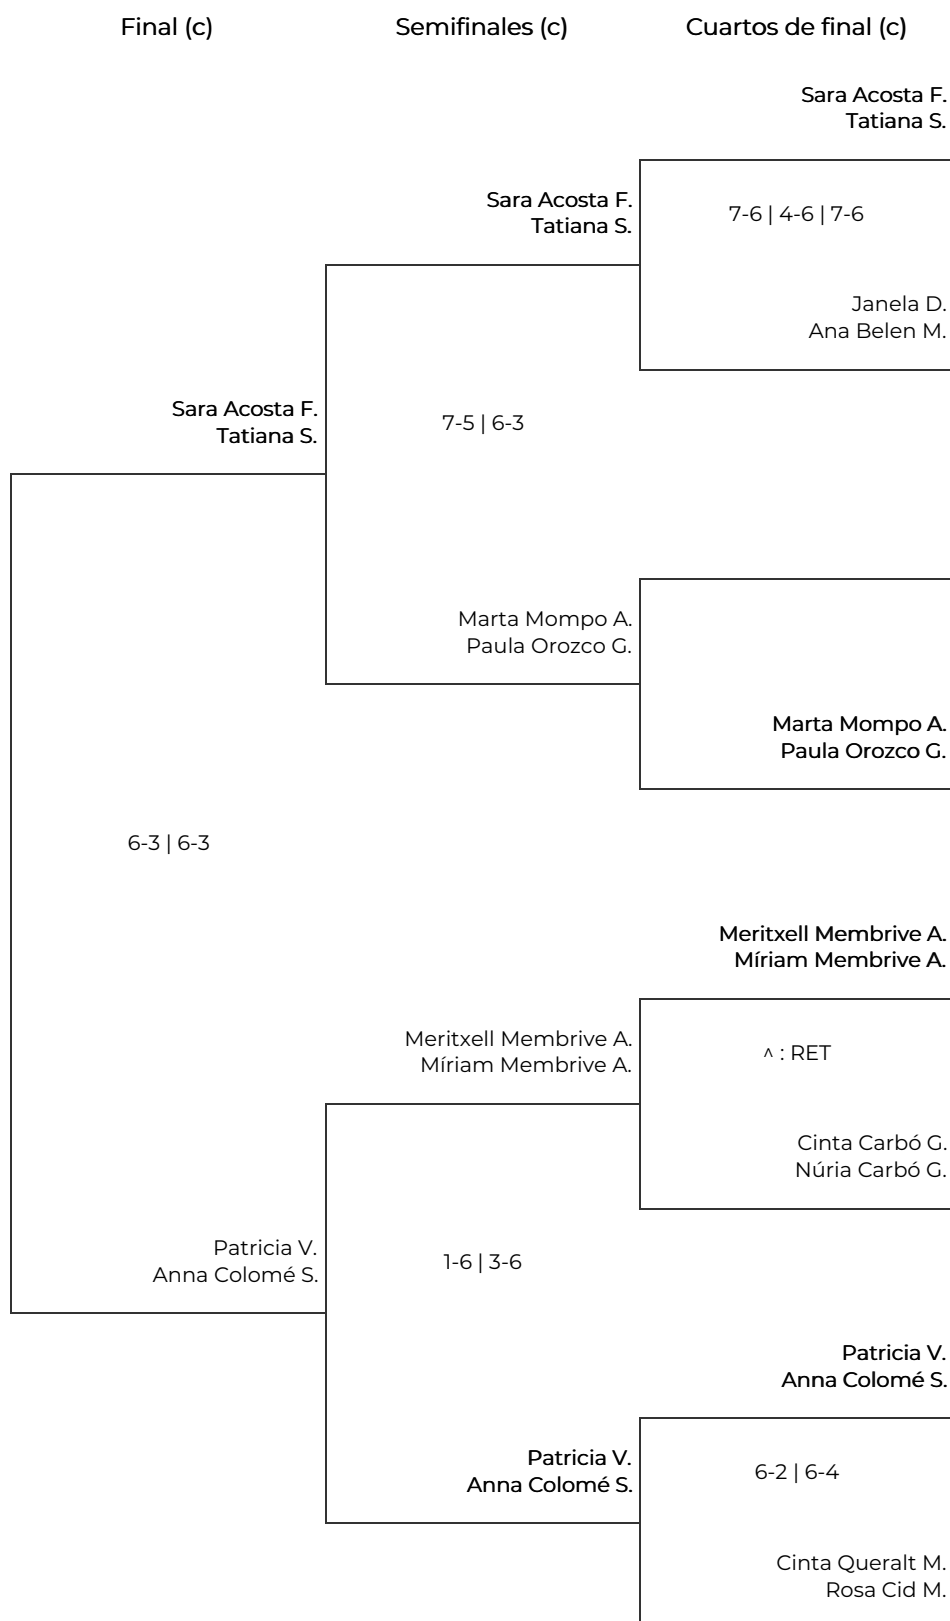 Final (c)
Semifinales (c)
Cuartos de final (c)
Sara Acosta F.
Tatiana S.
Sara Acosta F.
Tatiana S.
7-6 | 4-6 | 7-6
Janela D.
Ana Belen M.
Sara Acosta F.
Tatiana S.
7-5 | 6-3
Marta Mompo A.
Paula Orozco G.
Marta Mompo A.
Paula Orozco G.
6-3 | 6-3
Meritxell Membrive A.
Míriam Membrive A.
Meritxell Membrive A.
Míriam Membrive A.
^ : RET
Cinta Carbó G.
Núria Carbó G.
Patricia V.
Anna Colomé S.
1-6 | 3-6
Patricia V.
Anna Colomé S.
Patricia V.
Anna Colomé S.
6-2 | 6-4
Cinta Queralt M.
Rosa Cid M.